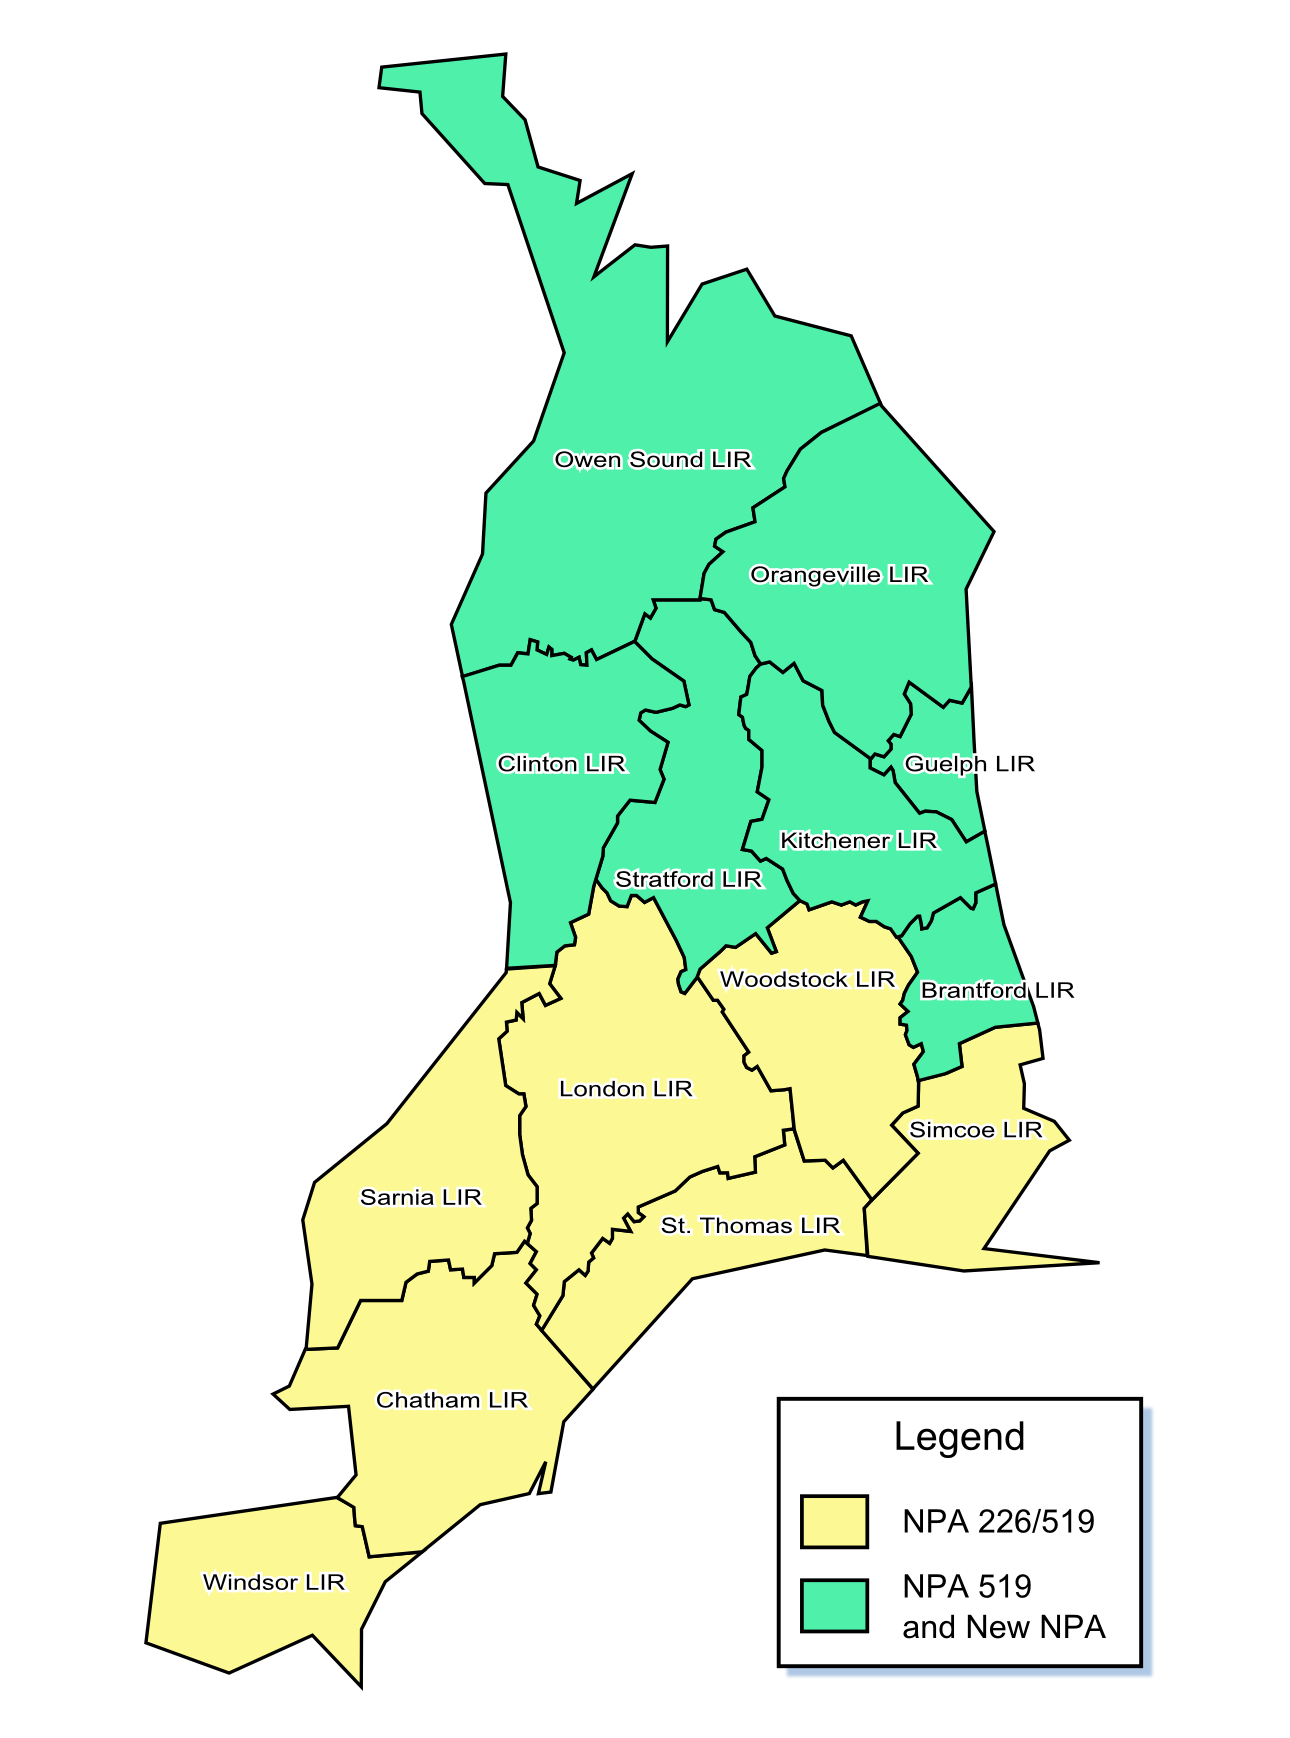 Owen Sound LIR
Orangeville LIR
Clinton LIR
Guelph LIR
Kitchener LIR
Stratford LIR
Woodstock LIR
Brantford LIR
London LIR
Simcoe LIR
Sarnia LIR
St. Thomas LIR
Chatham LIR
Windsor LIR
Legend
NPA 226/519
NPA 519
and New NPA